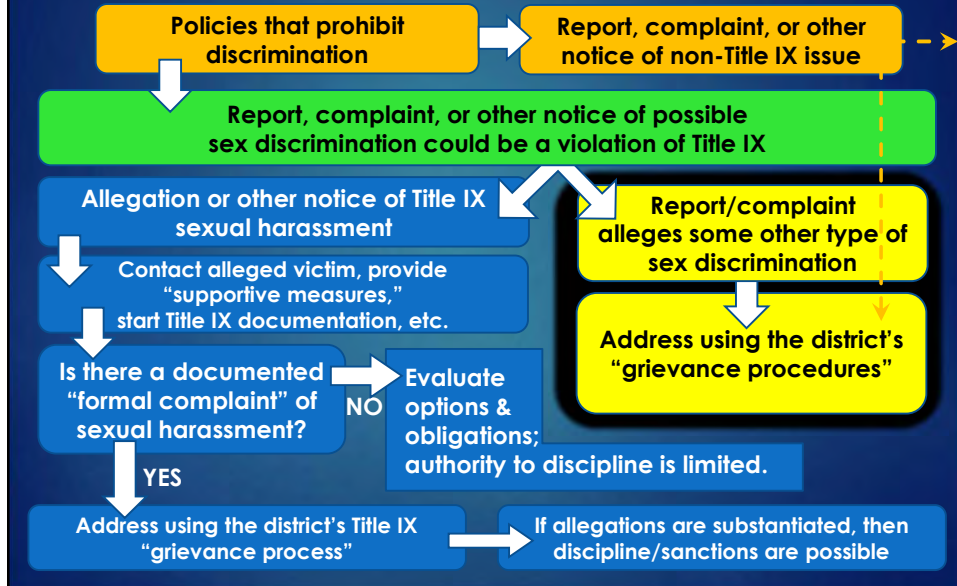 Policies that prohibit
discrimination
Report, complaint, or other
notice of non-Title IX issue
Report, complaint, or other notice of possible
sex discrimination could be a violation of Title IX
Allegation or other notice of Title IX
sexual harassment
Report/complaint
alleges some other type of
sex discrimination
Contact alleged victim, provide
“supportive measures,”
start Title IX documentation, etc.
Address using the district’s
“grievance procedures”
Is there a documented
“formal complaint” of
sexual harassment?
NO
Evaluate
options &
obligations;
authority to discipline is limited.
YES
Address using the district’s Title IX
“grievance process”
If allegations are substantiated, then
discipline/sanctions are possible